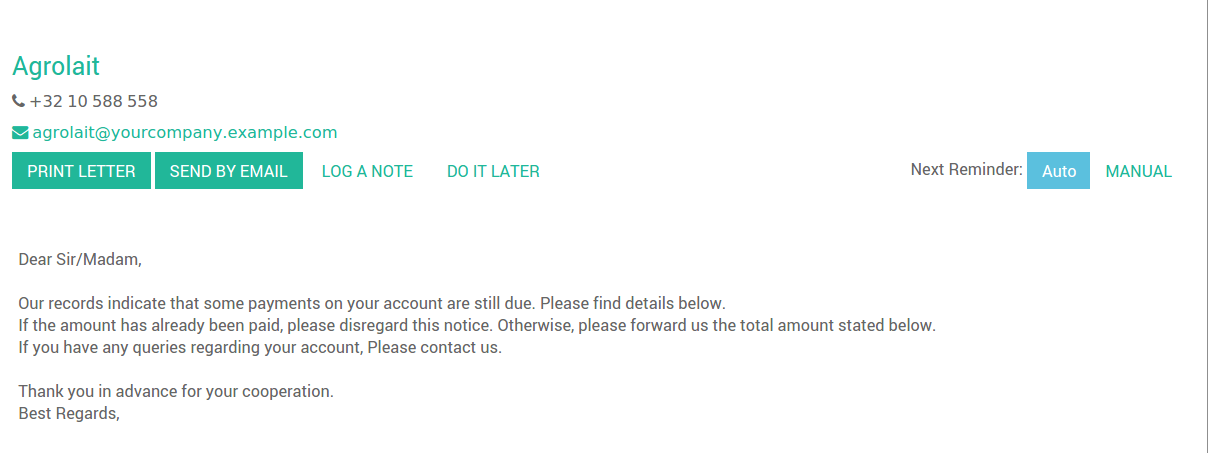 Agrolait
+32 10 588 558
agrolait@yourcompany.example.com
PRINT LETTER SEND BY EMAIL LOG A NOTE DO IT LATER Next Reminder: Auto MANUAL
Dear Sir/Madam,
Our records indicate that some payments on your account are still due. Please find details below.
If the amount has already been paid, please disregard this notice. Otherwise, please forward us the total amount stated below.
If you have any queries regarding your account, Please contact us.
Thank you in advance for your cooperation.
Best Regards,